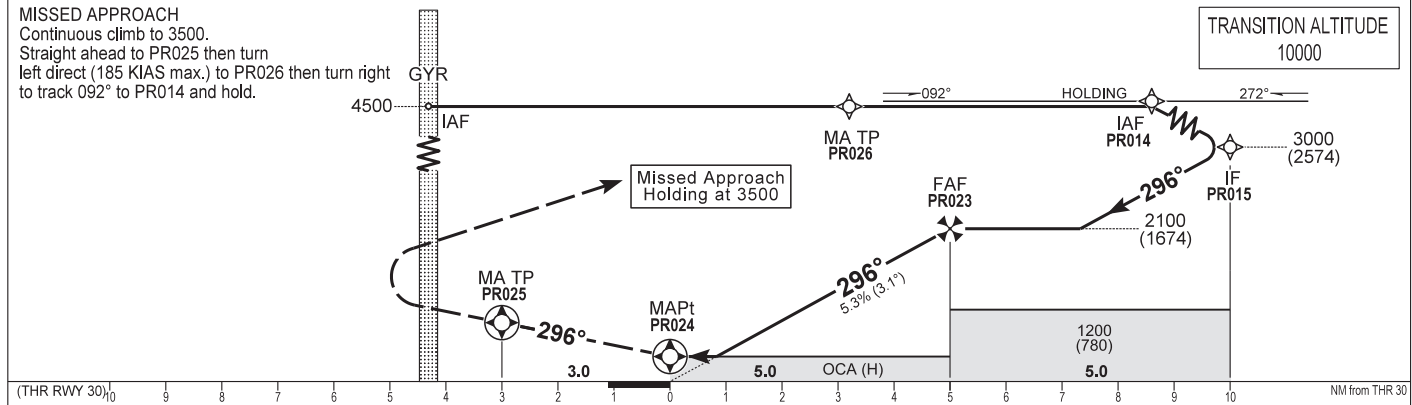 MISSED APPROACH
Continuous climb to 3500.
Straight ahead to PR025 then turn
left direct (185 KIAS max.) to PR026 then turn right
to track 092° to PR014 and hold.
TRANSITION ALTITUDE
10000
GYR
4500
IAF
092°
HOLDING
272°
MA TP
PR026
IAF
PR014
3000
(2574)
IF
PR015
296°
Missed Approach
Holding at 3500
FAF
PR023
2100
(1674)
296°
5.3% (3.1°)
MA TP
PR025
296°
MAPt
PR024
1200
(780)
OCA (H)
3.0
5.0
5.0
(THR RWY 30)
10 9 8 7 6 5 4 3 2 1 0 1 2 3 4 5 6 7 8 9 10
NM from THR 30